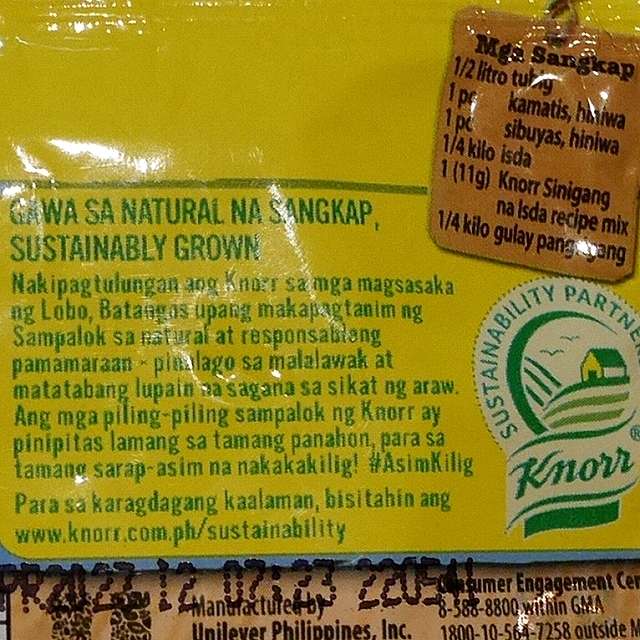 Mga Sangkap
1/2 litro tubig
1 pc kamatis, hiniwa
1 pc sibuyas, hiniwa
1/4 kilo isda
1 (11g) Knorr Sinigang
na Isda recipe mix
1/4 kilo gulay pangsahog
GAWA SA NATURAL NA SANGKAP,
SUSTAINABLY GROWN
Nakipagtulungan ang Knorr sa mga magsasaka
ng Lobo, Batangas upang makapagtanim ng
Sampalok sa natural at responsableng
pamamaraan - pinalago sa malalawak at
matatabang lupain na sagana sa sikat ng araw.
Ang mga piling-piling sampalok ng Knorr ay
pinipitas lamang sa tamang panahon, para sa
tamang sarap-asim na nakakakilig! #AsimKilig
Para sa karagdagang kaalaman, bisitahin ang
www.knorr.com.ph/sustainability
SUSTAINABILITY PARTNE
Knorr®
2023 12 07:23 22054
Manufactured by
Unilever Philippines, Inc.
Consumer Engagement Cen
8-588-8800 within GMA
1800-10-564-7258 outside